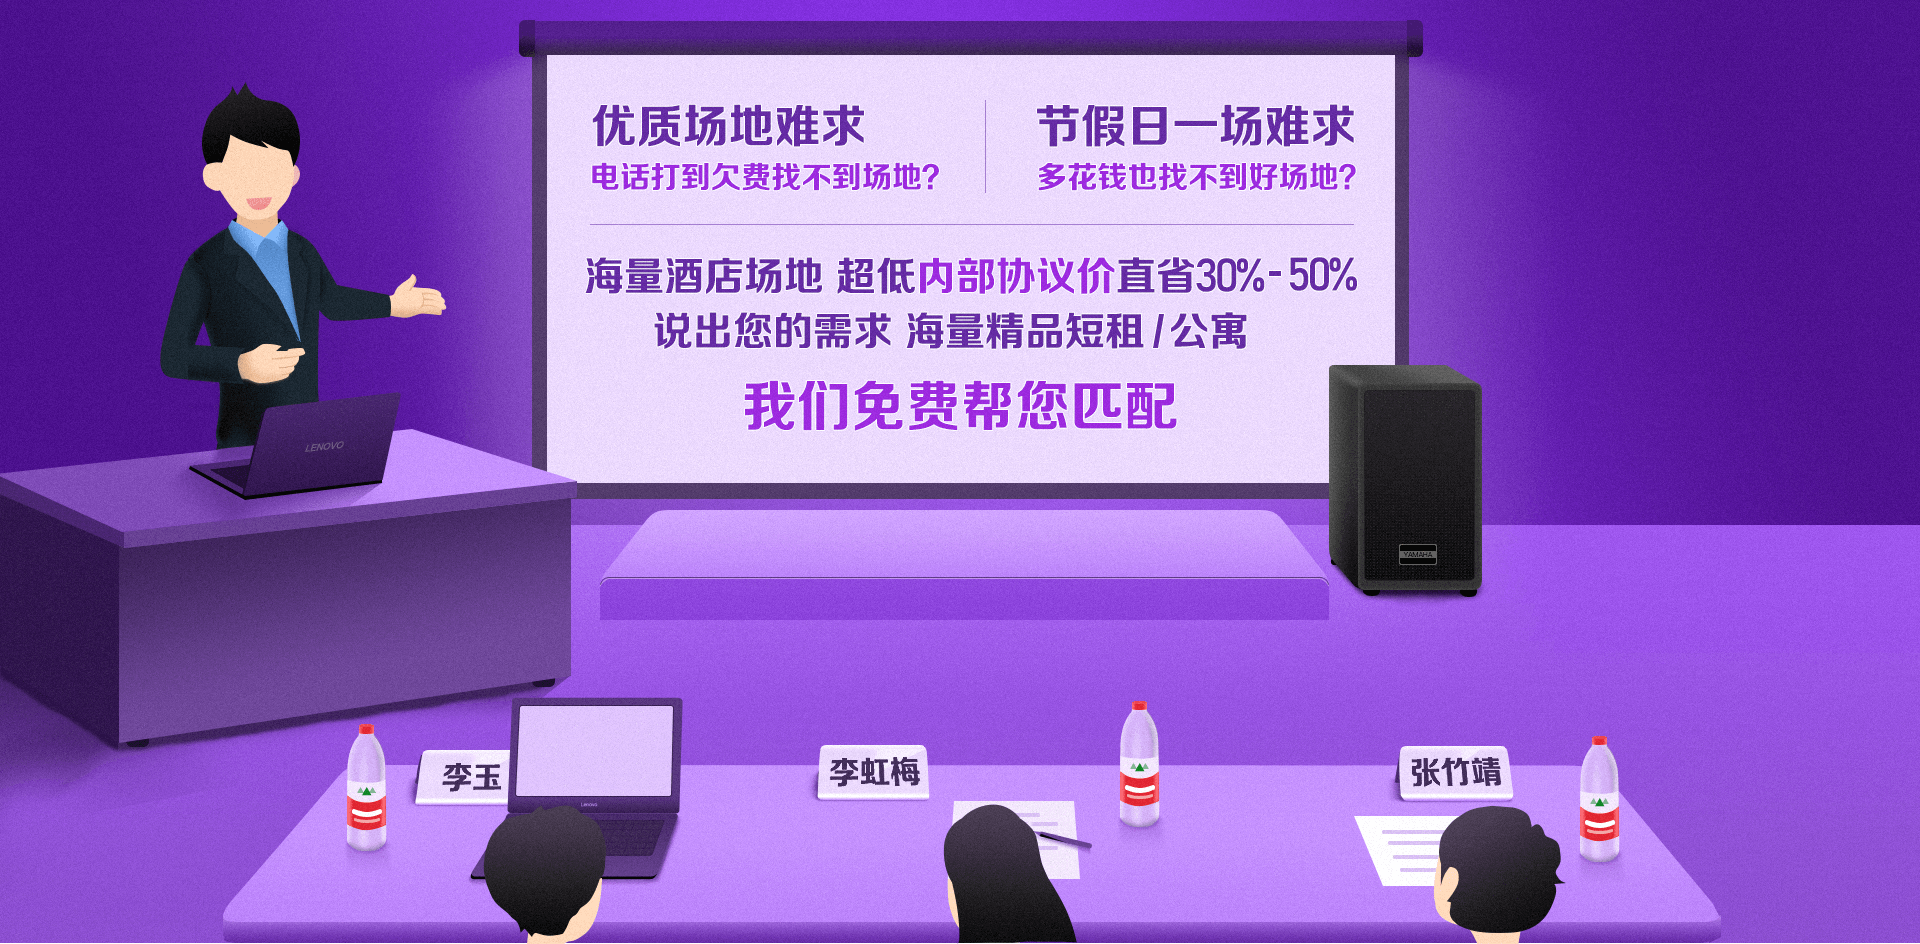 优质场地难求
电话打到欠费找不到场地?
节假日一场难求
多花钱也找不到好场地?
海量酒店场地 超低内部协议价直省30%-50%
说出您的需求 海量精品短租/公寓
我们免费帮您匹配
LENOVO
YAMAHA
李玉
李虹梅
张竹靖
Lenovo